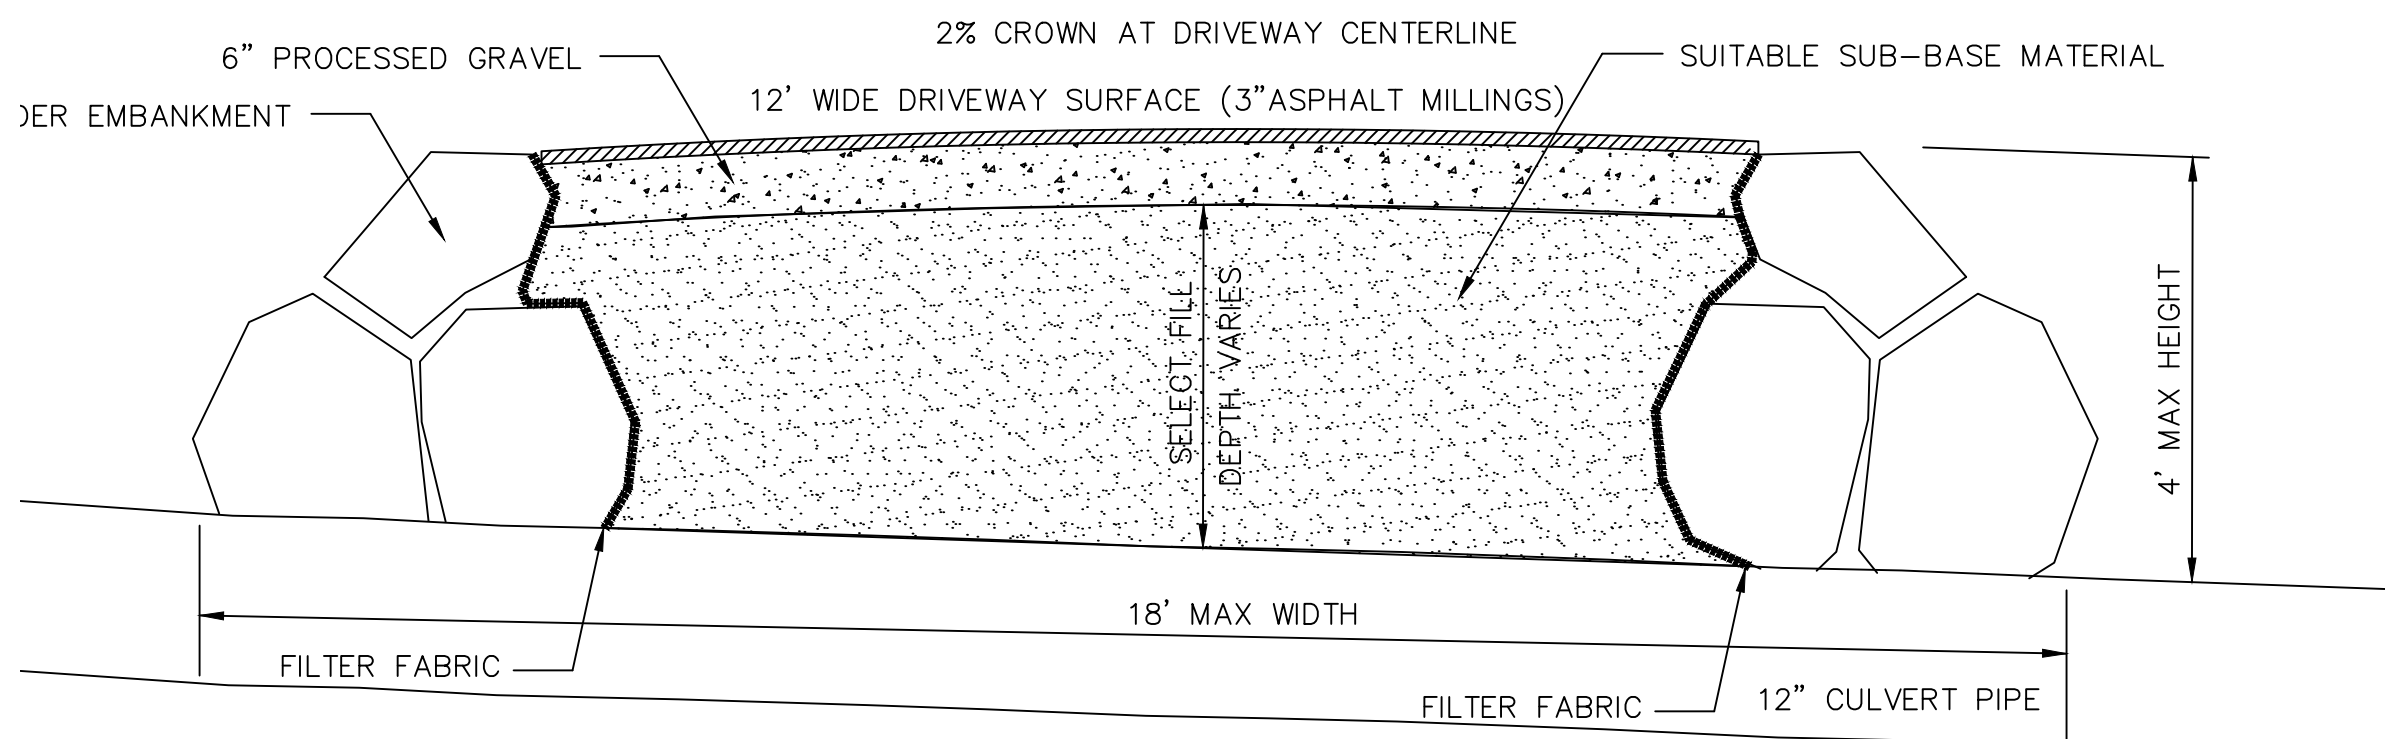 2% CROWN AT DRIVEWAY CENTERLINE
6" PROCESSED GRAVEL
SUITABLE SUB-BASE MATERIAL
12' WIDE DRIVEWAY SURFACE (3"ASPHALT MILLINGS)
EMBANKMENT
SELECT FILL
DEPTH VARIES
4' MAX HEIGHT
18' MAX WIDTH
FILTER FABRIC
FILTER FABRIC
12" CULVERT PIPE